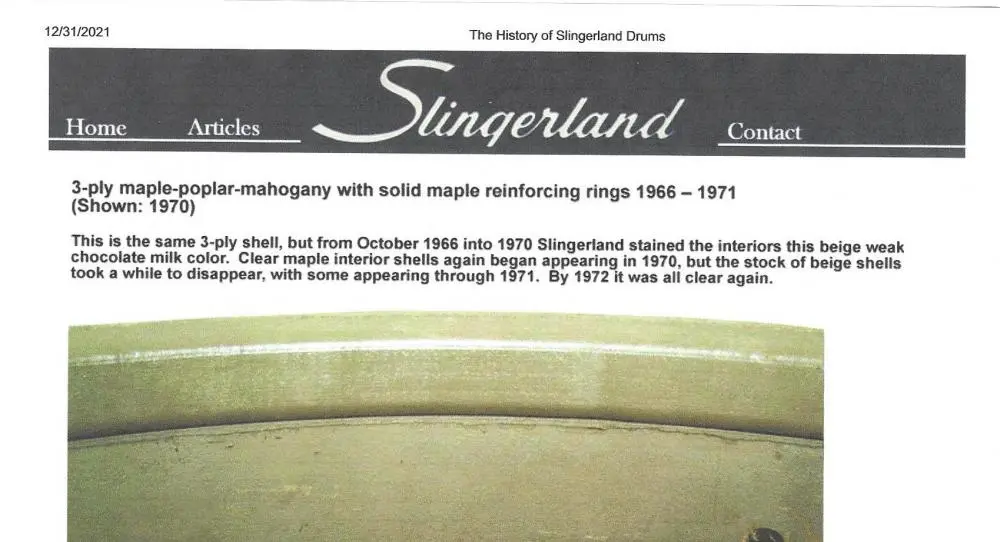 12/31/2021
The History of Slingerland Drums
Home
Articles
Slingerland
Contact
3-ply maple-poplar-mahogany with solid maple reinforcing rings 1966 – 1971
(Shown: 1970)
This is the same 3-ply shell, but from October 1966 into 1970 Slingerland stained the interiors this beige weak
chocolate milk color.  Clear maple interior shells again began appearing in 1970, but the stock of beige shells
took a while to disappear, with some appearing through 1971.  By 1972 it was all clear again.